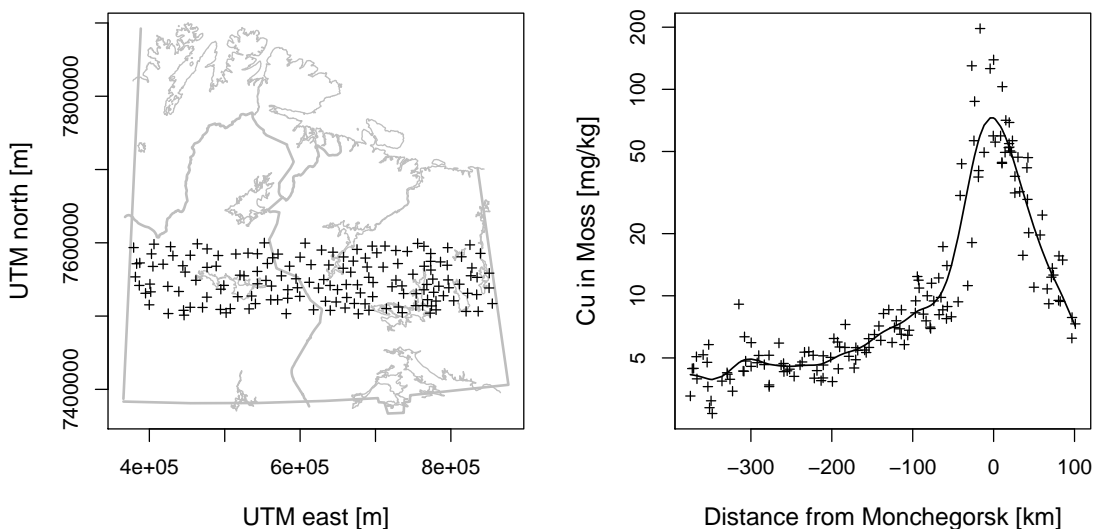 7400000 7600000 7800000
UTM north [m]
4e+05 6e+05 8e+05
UTM east [m]
200
100
50
20
10
5
Cu in Moss [mg/kg]
−300 −200 −100 0 100
Distance from Monchegorsk [km]